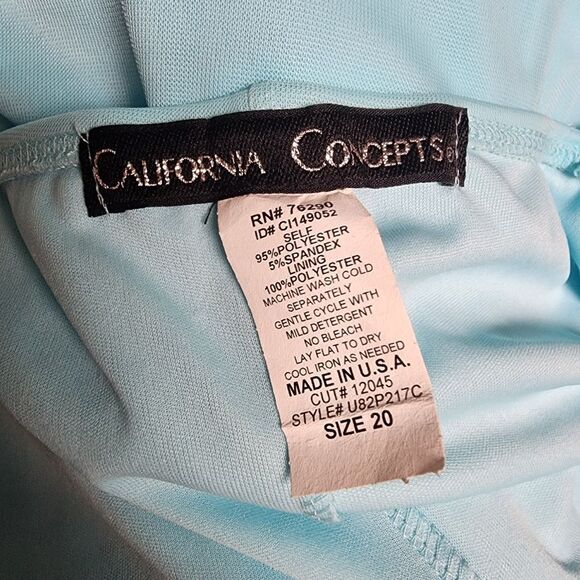 CALIFORNIA CONCEPTS®
RN# 76290
ID# CI149052
SELF
95%POLYESTER
5%SPANDEX
LINING
100%POLYESTER
MACHINE WASH COLD
SEPARATELY
GENTLE CYCLE WITH
MILD DETERGENT
NO BLEACH
LAY FLAT TO DRY
COOL IRON AS NEEDED
MADE IN U.S.A.
CUT# 12045
STYLE# U82P217C
SIZE 20